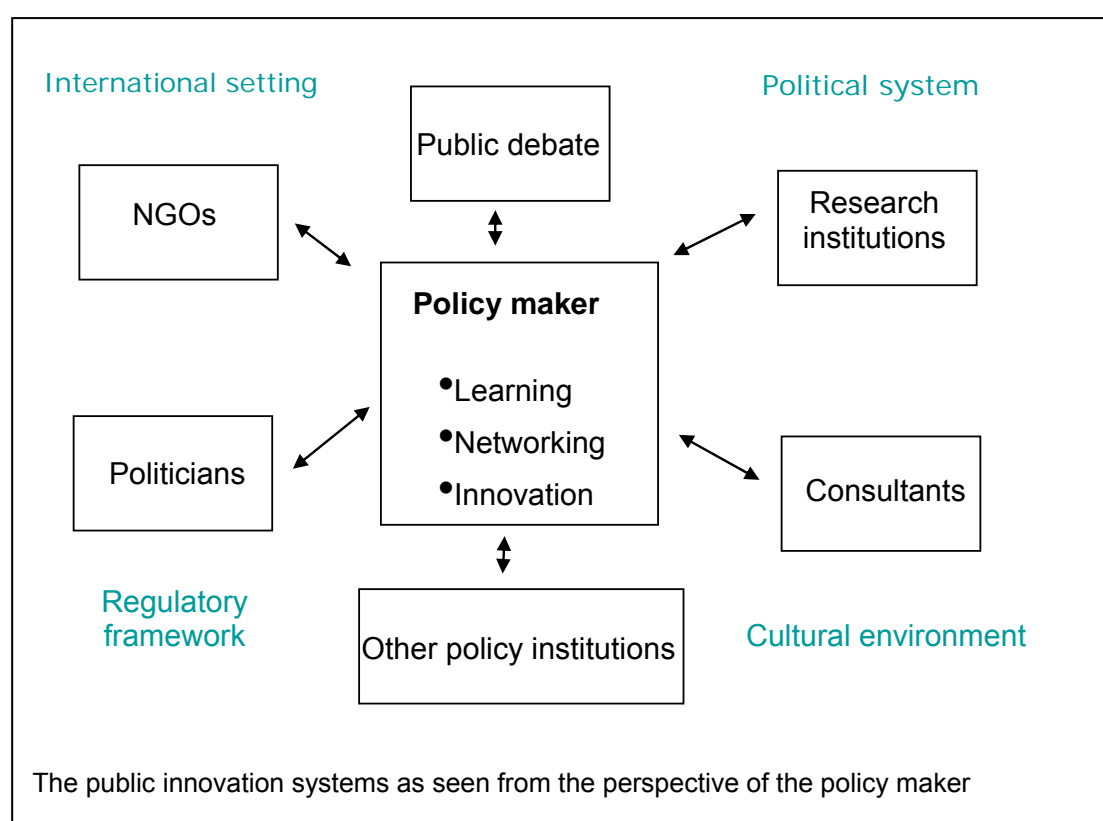 International setting
Political system
Public debate
NGOs
Research
institutions
Policy maker
•Learning
•Networking
•Innovation
Politicians
Consultants
Regulatory
framework
Other policy institutions
Cultural environment
The public innovation systems as seen from the perspective of the policy maker